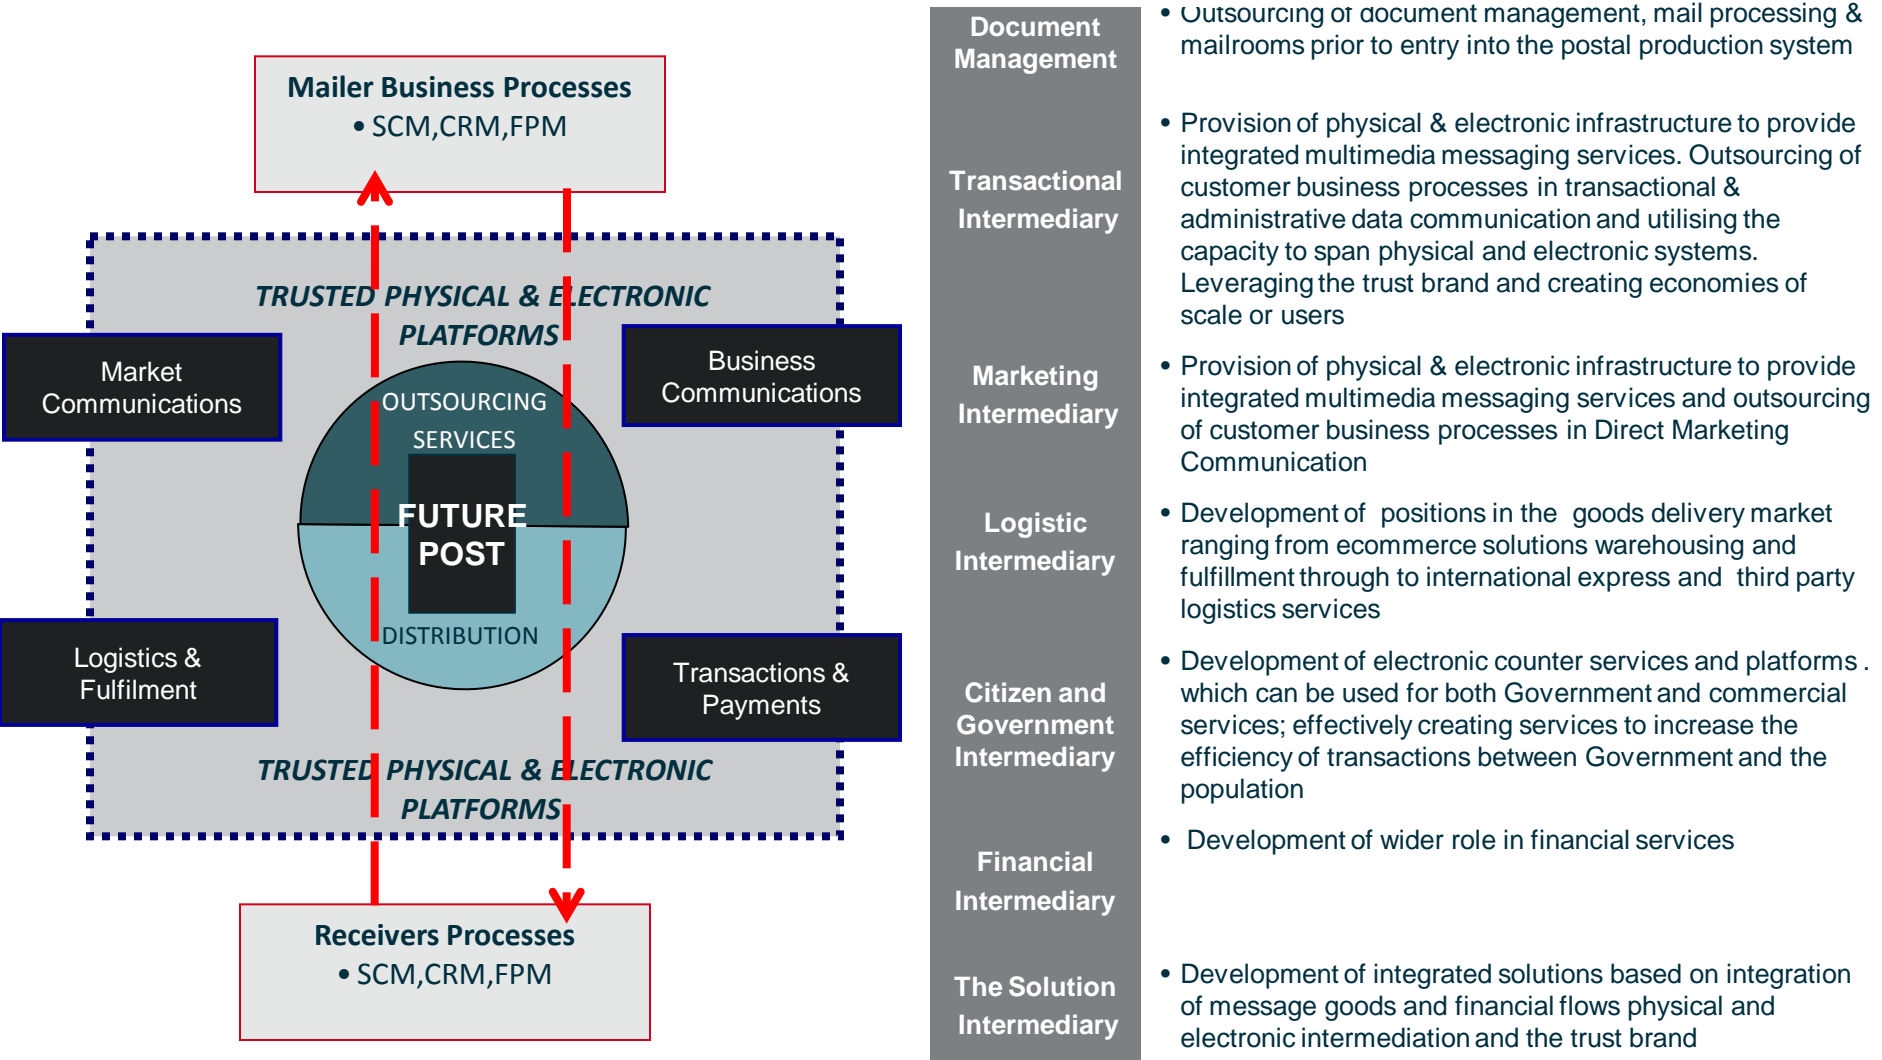 Mailer Business Processes
• SCM,CRM,FPM
TRUSTED PHYSICAL & ELECTRONIC
PLATFORMS
Market
Communications
Business
Communications
OUTSOURCING
SERVICES
FUTURE
POST
DISTRIBUTION
Logistics &
Fulfilment
Transactions &
Payments
TRUSTED PHYSICAL & ELECTRONIC
PLATFORMS
Receivers Processes
• SCM,CRM,FPM
Document
Management
• Outsourcing of document management, mail processing &
mailrooms prior to entry into the postal production system
Transactional
Intermediary
• Provision of physical & electronic infrastructure to provide
integrated multimedia messaging services. Outsourcing of
customer business processes in transactional &
administrative data communication and utilising the
capacity to span physical and electronic systems.
Leveraging the trust brand and creating economies of
scale or users
Marketing
Intermediary
• Provision of physical & electronic infrastructure to provide
integrated multimedia messaging services and outsourcing
of customer business processes in Direct Marketing
Communication
Logistic
Intermediary
• Development of positions in the goods delivery market
ranging from ecommerce solutions warehousing and
fulfillment through to international express and third party
logistics services
Citizen and
Government
Intermediary
• Development of electronic counter services and platforms .
which can be used for both Government and commercial
services; effectively creating services to increase the
efficiency of transactions between Government and the
population
Financial
Intermediary
• Development of wider role in financial services
The Solution
Intermediary
• Development of integrated solutions based on integration
of message goods and financial flows physical and
electronic intermediation and the trust brand